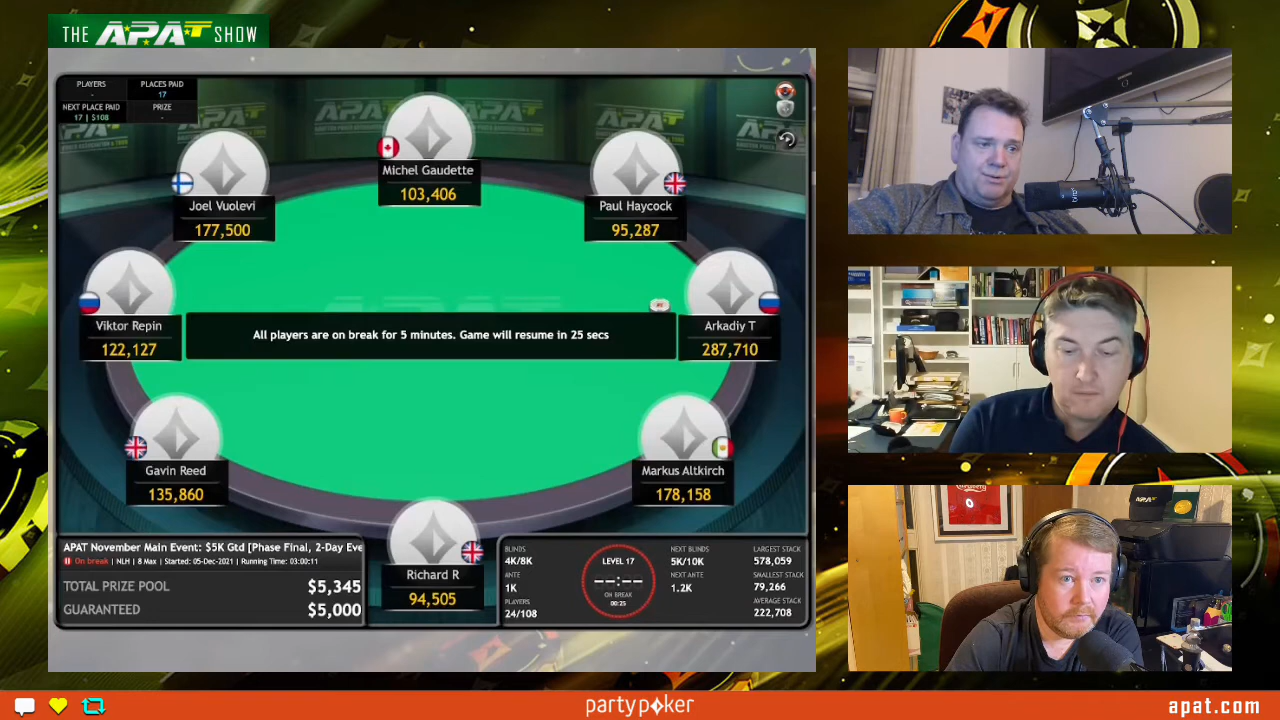 THE APAT SHOW
PLAYERS
-
PLACES PAID
17
NEXT PLACE PAID
17 | $108
PRIZE
-
Michel Gaudette
103,406
Joel Vuolevi
177,500
Paul Haycock
95,287
Viktor Repin
122,127
Arkadiy T
287,710
All players are on break for 5 minutes. Game will resume in 25 secs
Gavin Reed
135,860
Markus Altkirch
178,158
Richard R
94,505
APAT November Main Event: $5K Gtd [Phase Final, 2-Day Eve
On break | NLH | 8 Max | Started: 05-Dec-2021 | Running Time: 03:00:11
TOTAL PRIZE POOL $5,345
GUARANTEED $5,000
BLINDS
4K/8K
ANTE
1K
PLAYERS
24/108
LEVEL 17
--:--
ON BREAK
00:25
NEXT BLINDS
5K/10K
NEXT ANTE
1.2K
LARGEST STACK
578,059
SMALLEST STACK
79,266
AVERAGE STACK
222,708
partypoker
apat.com